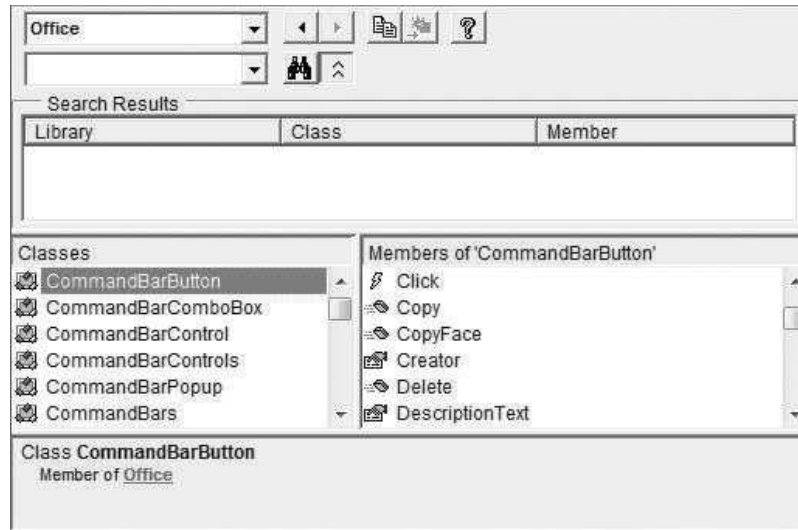 Office
Search Results
Library Class Member
Classes
CommandBarButton
CommandBarComboBox
CommandBarControl
CommandBarControls
CommandBarPopup
CommandBars
Members of 'CommandBarButton'
Click
Copy
CopyFace
Creator
Delete
DescriptionText
Class CommandBarButton
Member of Office